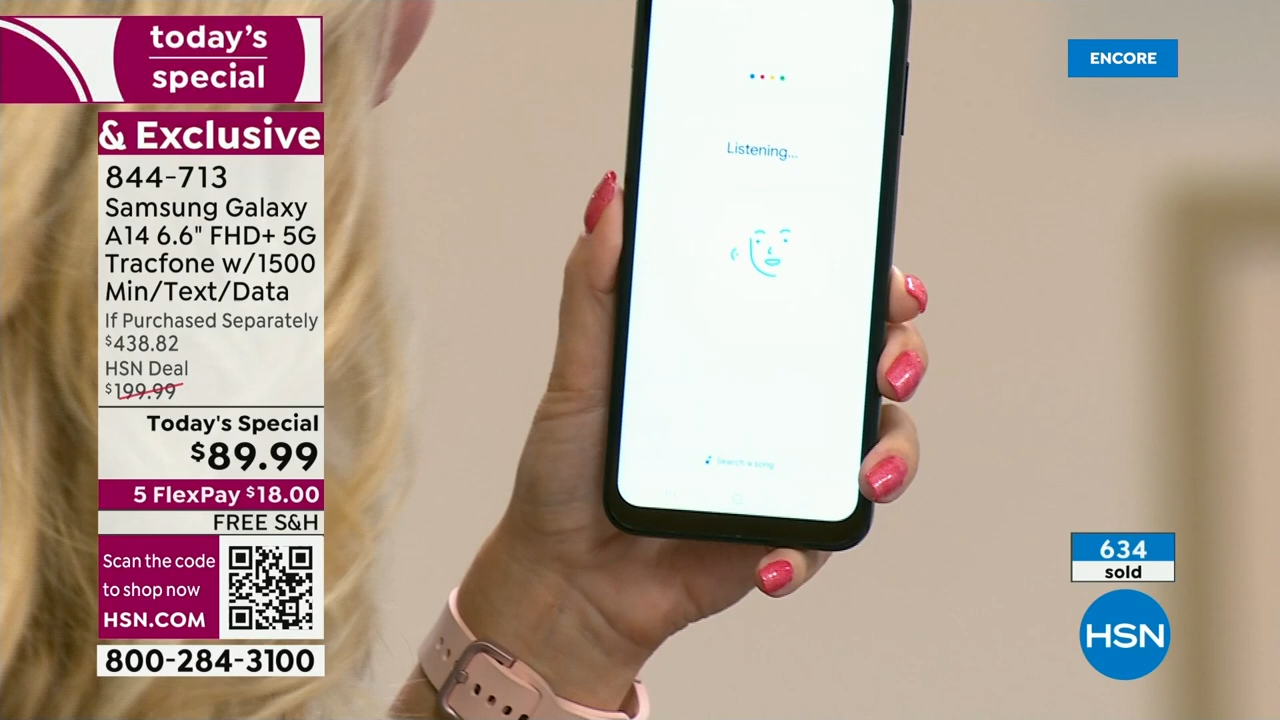 today's
special
& Exclusive
844-713
Samsung Galaxy
A14 6.6" FHD+ 5G
Tracfone w/1500
Min/Text/Data
If Purchased Separately
$438.82
HSN Deal
$199.99
Today's Special
$89.99
5 FlexPay $18.00
FREE S&H
Scan the code
to shop now
HSN.COM
800-284-3100
Listening...
Search a song
ENCORE
634
sold
HSN